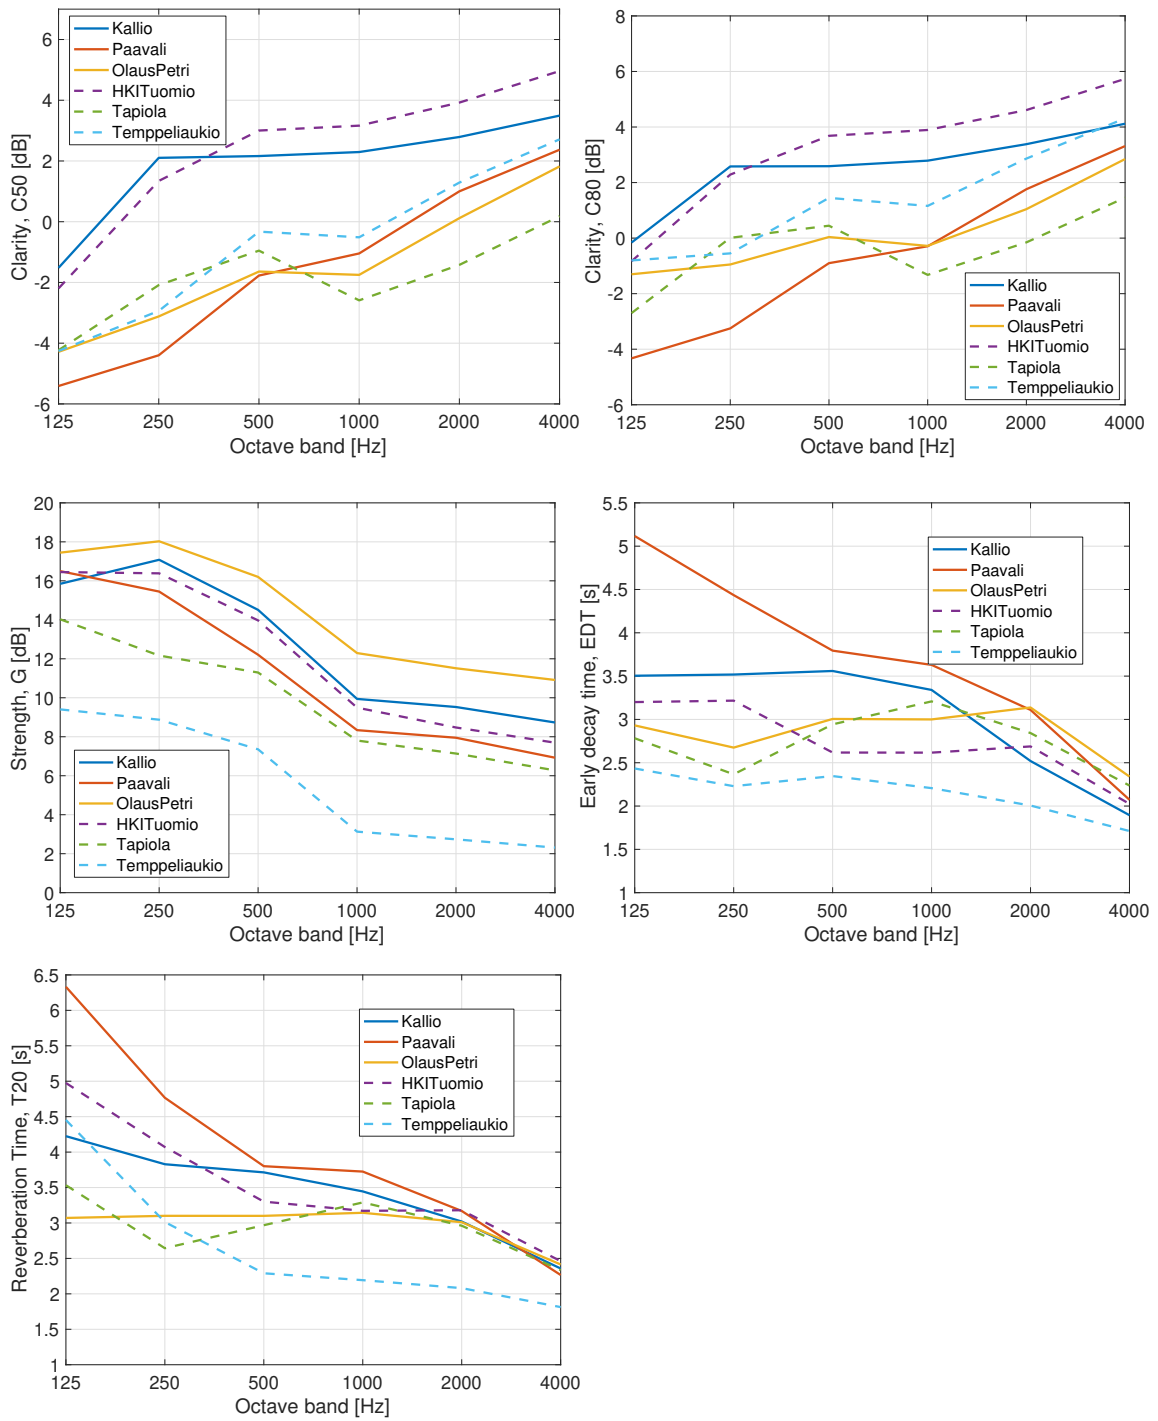 6
4
2
0
-2
-4
-6
Clarity, C50 [dB]
Kallio
Paavali
OlausPetri
HKITuomio
Tapiola
Temppeliaukio
125 250 500 1000 2000 4000
Octave band [Hz]
8
6
4
2
0
-2
-4
-6
Clarity, C80 [dB]
Kallio
Paavali
OlausPetri
HKITuomio
Tapiola
Temppeliaukio
125 250 500 1000 2000 4000
Octave band [Hz]
20
18
16
14
12
10
8
6
4
2
0
Strength, G [dB]
Kallio
Paavali
OlausPetri
HKITuomio
Tapiola
Temppeliaukio
125 250 500 1000 2000 4000
Octave band [Hz]
5.5
5
4.5
4
3.5
3
2.5
2
1.5
1
Early decay time, EDT [s]
Kallio
Paavali
OlausPetri
HKITuomio
Tapiola
Temppeliaukio
125 250 500 1000 2000 4000
Octave band [Hz]
6.5
6
5.5
5
4.5
4
3.5
3
2.5
2
1.5
1
Reverberation Time, T20 [s]
Kallio
Paavali
OlausPetri
HKITuomio
Tapiola
Temppeliaukio
125 250 500 1000 2000 4000
Octave band [Hz]